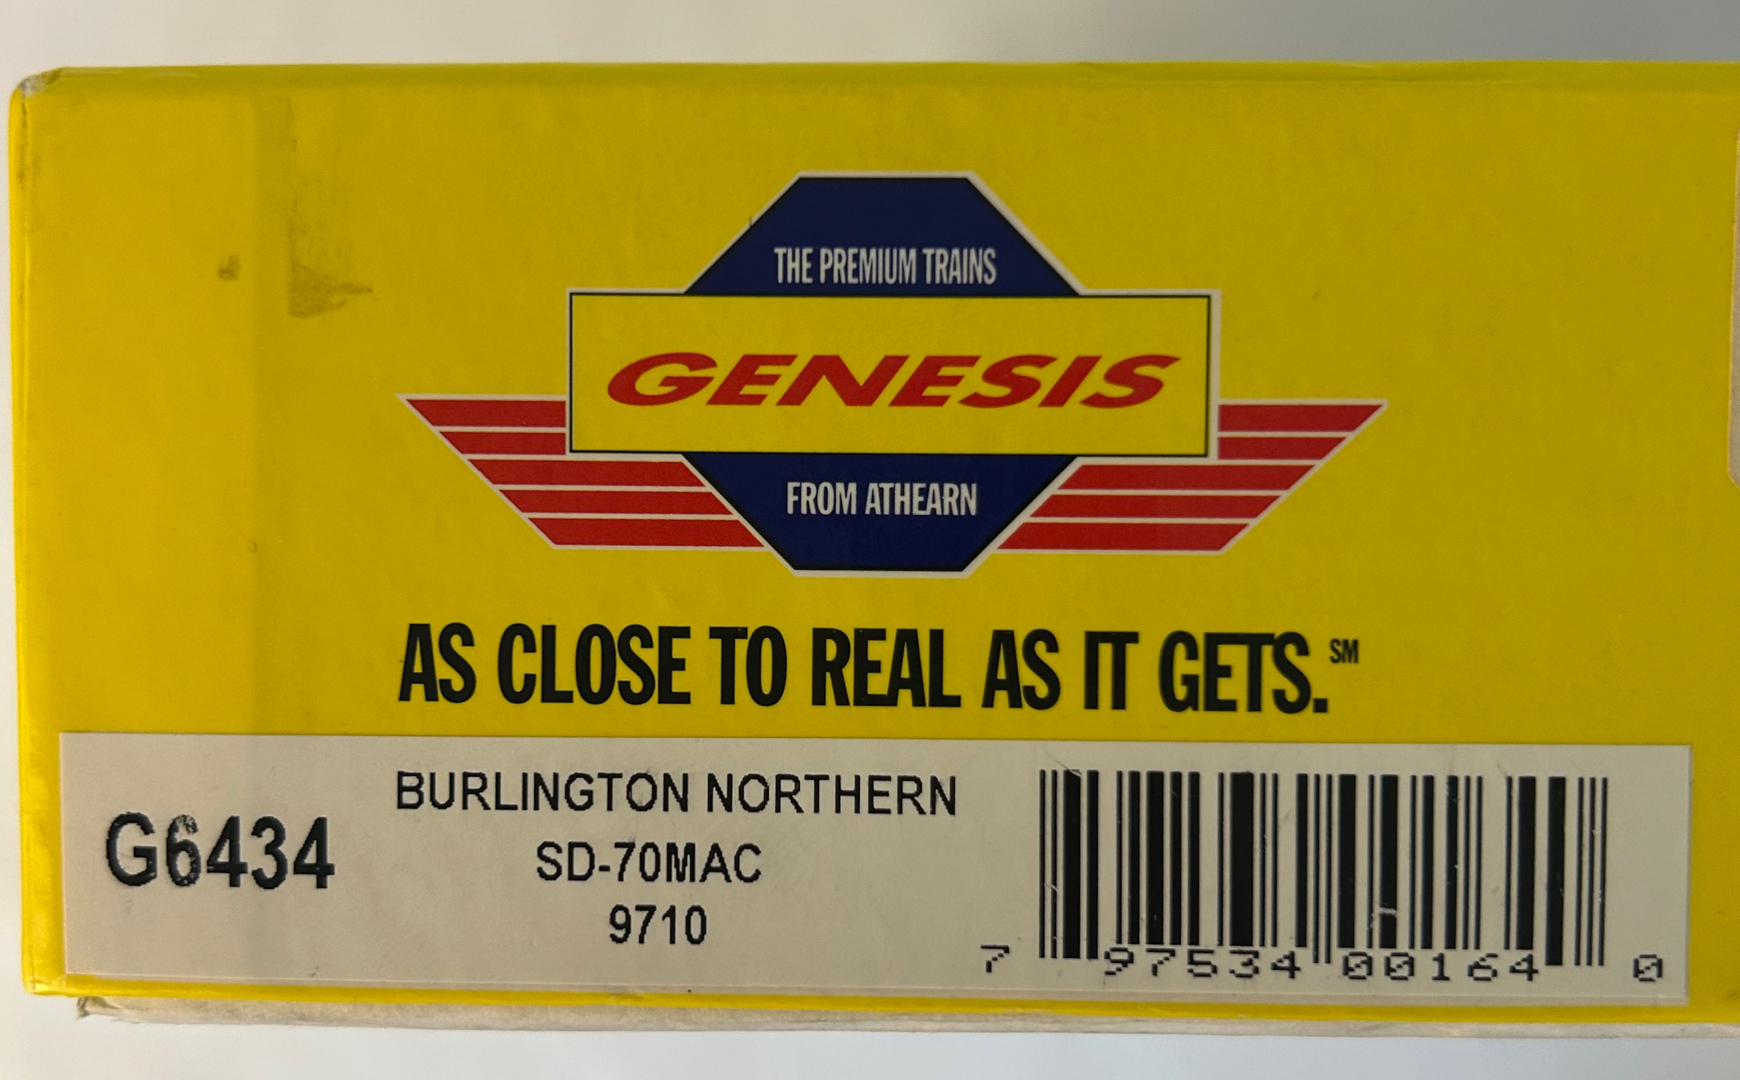 THE PREMIUM TRAINS
GENESIS
FROM ATHEARN
AS CLOSE TO REAL AS IT GETS.℠
G6434
BURLINGTON NORTHERN
SD-70MAC
9710
7 97534 00164 0